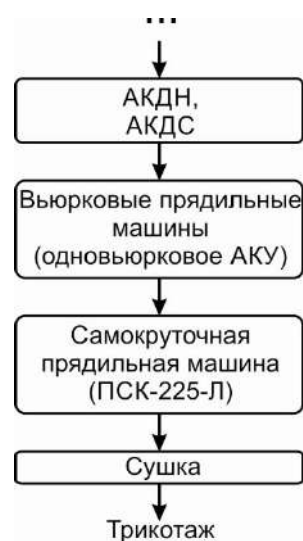 ...
АКДН,
АКДС
Вьюрковые прядильные
машины
(одновьюрковое АКУ)
Самокруточная
прядильная машина
(ПСК-225-Л)
Сушка
Трикотаж